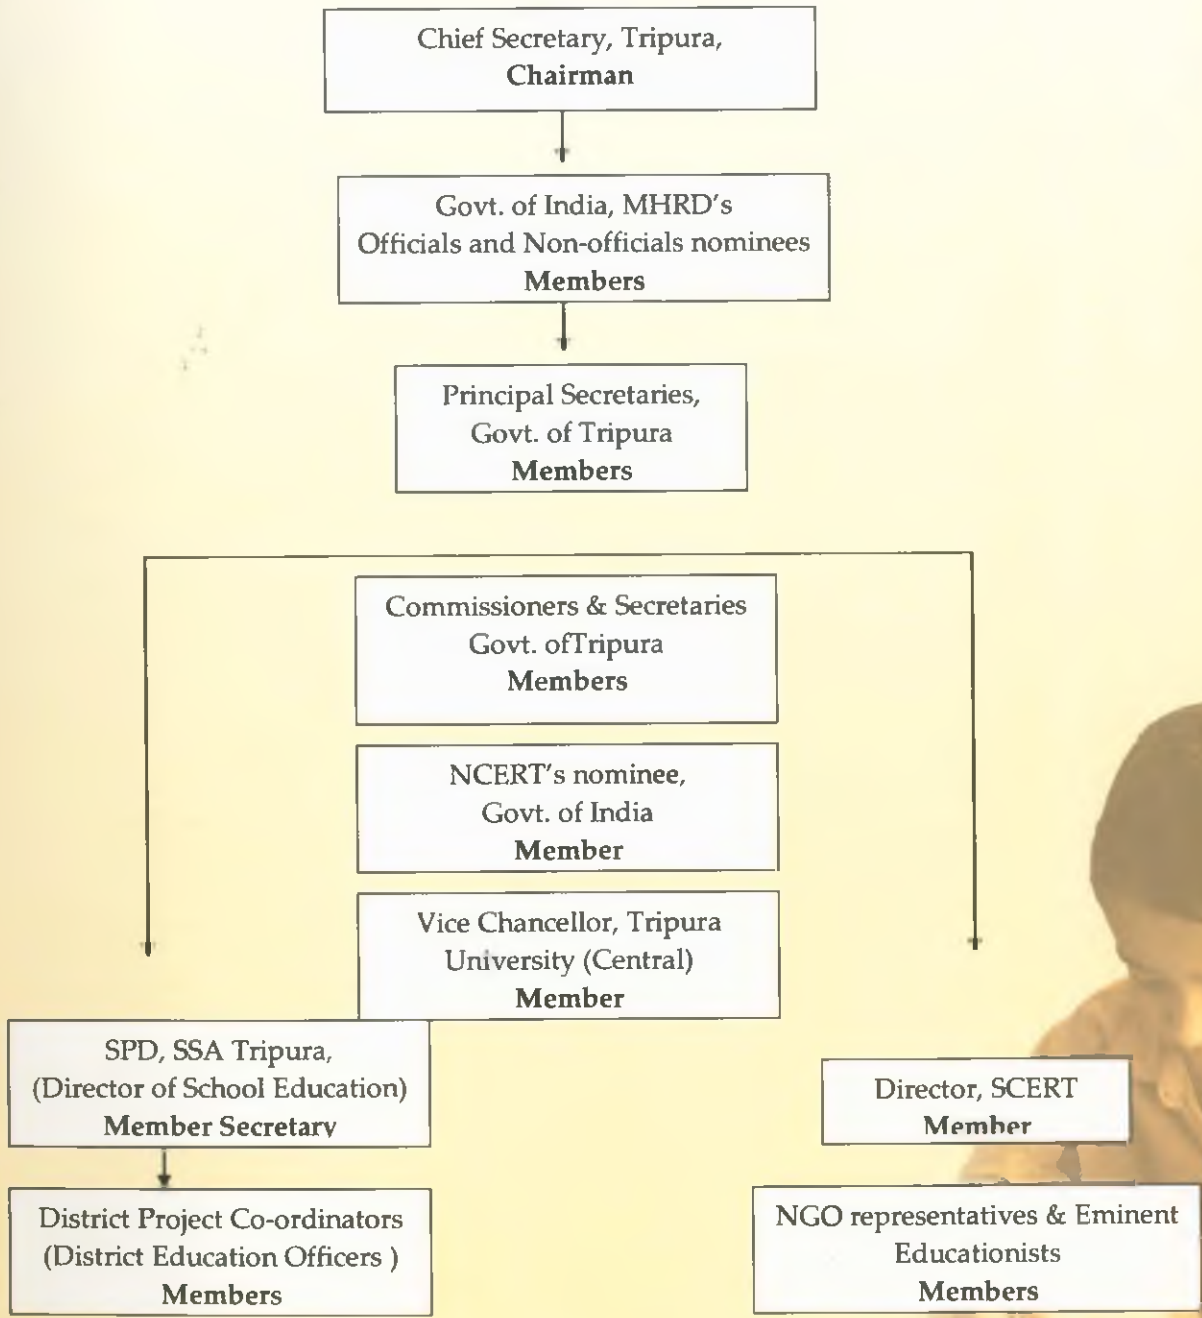 Chief Secretary, Tripura,
Chairman
Govt. of India, MHRD's
Officials and Non-officials nominees
Members
Principal Secretaries,
Govt. of Tripura
Members
Commissioners & Secretaries
Govt. ofTripura
Members
NCERT's nominee,
Govt. of India
Member
Vice Chancellor, Tripura
University (Central)
Member
SPD, SSA Tripura,
(Director of School Education)
Member Secretary
Director, SCERT
Member
District Project Co-ordinators
(District Education Officers )
Members
NGO representatives & Eminent
Educationists
Members